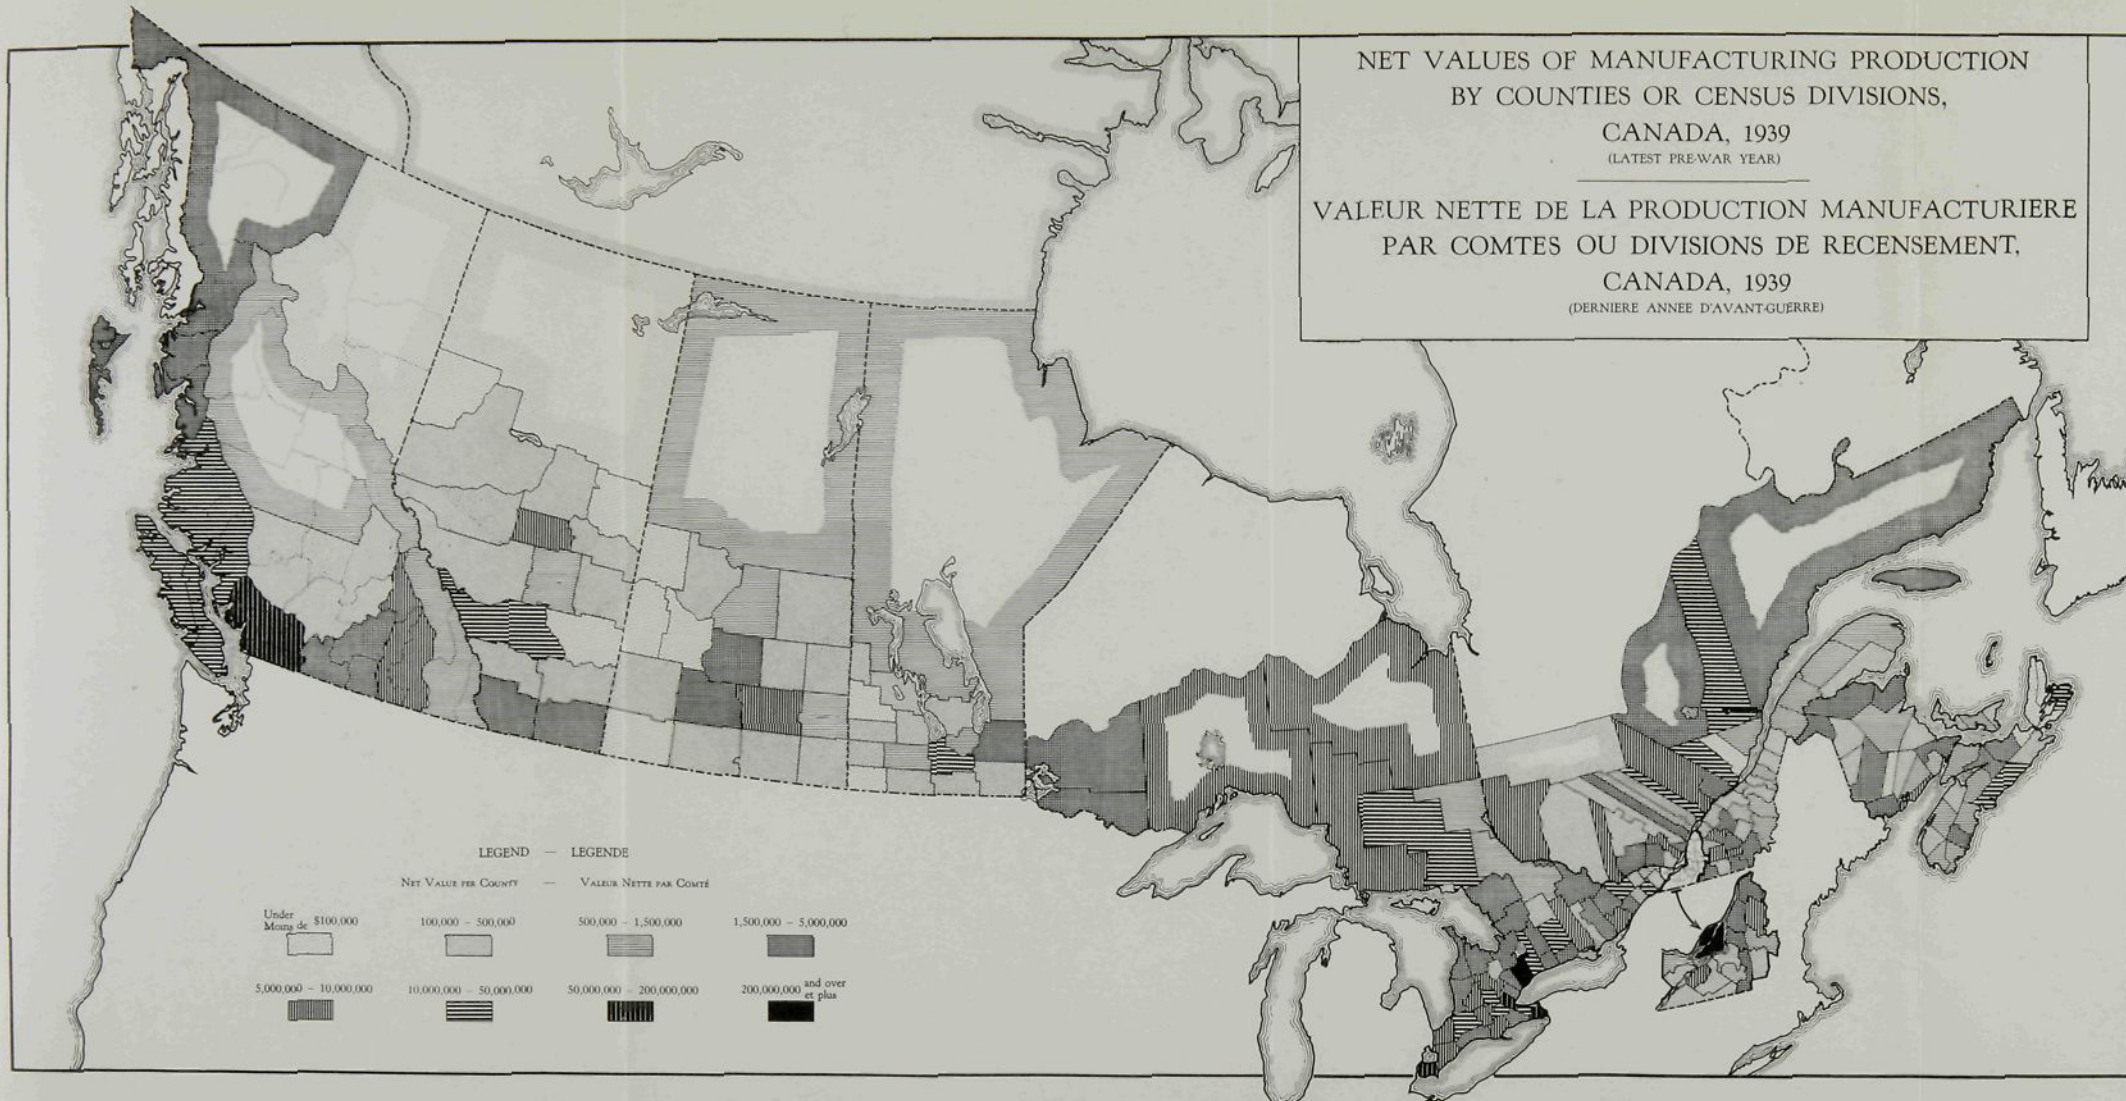 NET VALUES OF MANUFACTURING PRODUCTION
BY COUNTIES OR CENSUS DIVISIONS,
CANADA, 1939
(LATEST PRE-WAR YEAR)
VALEUR NETTE DE LA PRODUCTION MANUFACTURIERE
PAR COMTES OU DIVISIONS DE RECENSEMENT,
CANADA, 1939
(DERNIERE ANNEE D'AVANT-GUERRE)
LEGEND — LEGENDE
NET VALUE PER COUNTY — VALEUR NETTE PAR COMTÉ
Under
Moins de $100,000
100,000 – 500,000
500,000 – 1,500,000
1,500,000 – 5,000,000
5,000,000 – 10,000,000
10,000,000 – 50,000,000
50,000,000 – 200,000,000
200,000,000 and over
et plus